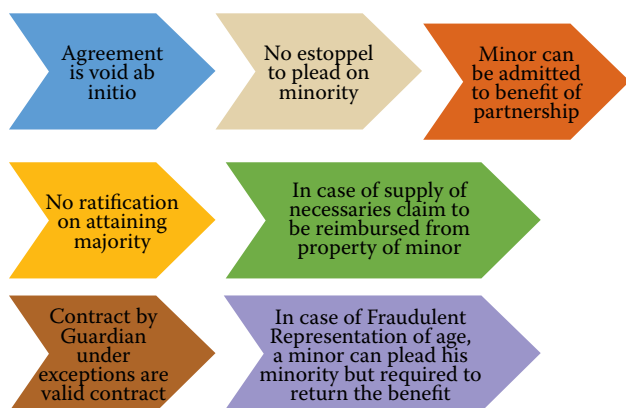 Agreement
is void ab
initio
No estoppel
to plead on
minority
Minor can
be admitted
to benefit of
partnership
No ratification
on attaining
majority
In case of supply of
necessaries claim to
be reimbursed from
property of minor
Contract by
Guardian
under
exceptions are
valid contract
In case of Fraudulent
Representation of age,
a minor can plead his
minority but required to
return the benefit